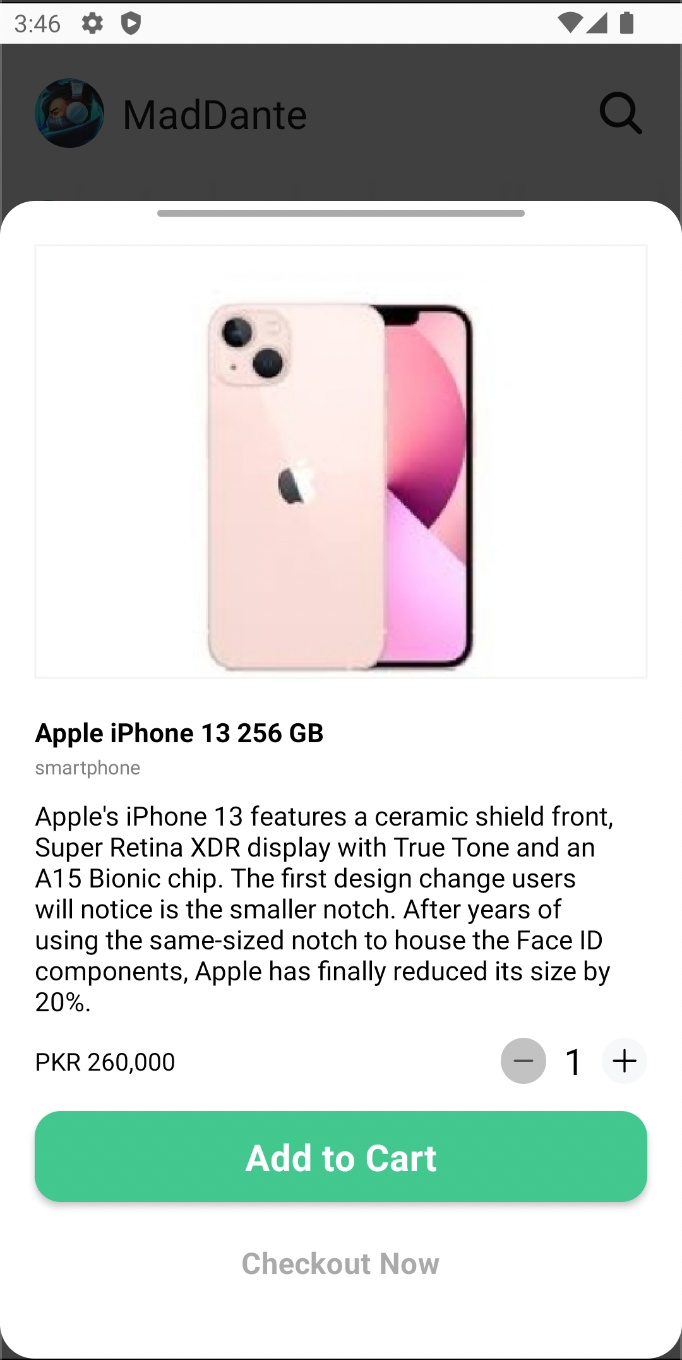 3:46
MadDante
Apple iPhone 13 256 GB
smartphone
Apple's iPhone 13 features a ceramic shield front,
Super Retina XDR display with True Tone and an
A15 Bionic chip. The first design change users
will notice is the smaller notch. After years of
using the same-sized notch to house the Face ID
components, Apple has finally reduced its size by
20%.
PKR 260,000 − 1 +
Add to Cart
Checkout Now